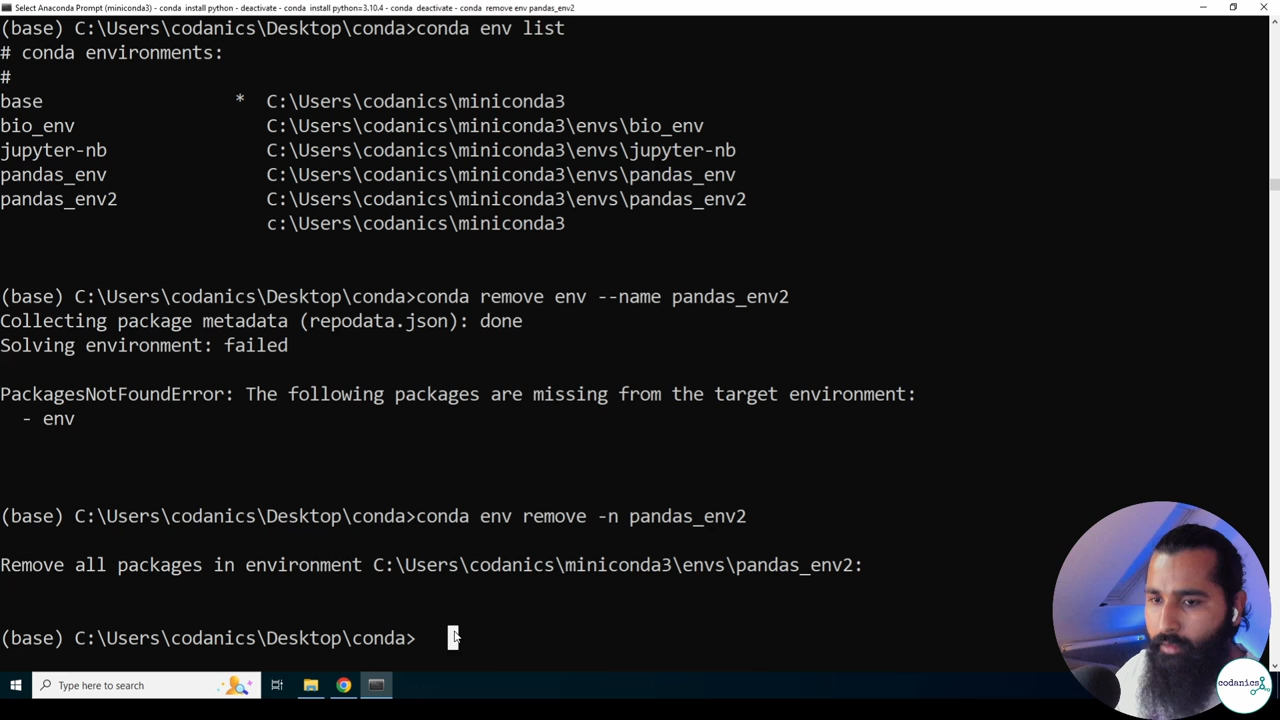 Select Anaconda Prompt (miniconda3) - conda install python - deactivate - conda install python=3.10.4 - conda deactivate - conda remove env pandas_env2
(base) C:\Users\codanics\Desktop\conda>conda env list
# conda environments:
#
base * C:\Users\codanics\miniconda3
bio_env C:\Users\codanics\miniconda3\envs\bio_env
jupyter-nb C:\Users\codanics\miniconda3\envs\jupyter-nb
pandas_env C:\Users\codanics\miniconda3\envs\pandas_env
pandas_env2 C:\Users\codanics\miniconda3\envs\pandas_env2
c:\Users\codanics\miniconda3
(base) C:\Users\codanics\Desktop\conda>conda remove env --name pandas_env2
Collecting package metadata (repodata.json): done
Solving environment: failed
PackagesNotFoundError: The following packages are missing from the target environment:
- env
(base) C:\Users\codanics\Desktop\conda>conda env remove -n pandas_env2
Remove all packages in environment C:\Users\codanics\miniconda3\envs\pandas_env2:
(base) C:\Users\codanics\Desktop\conda>
Type here to search
codanics